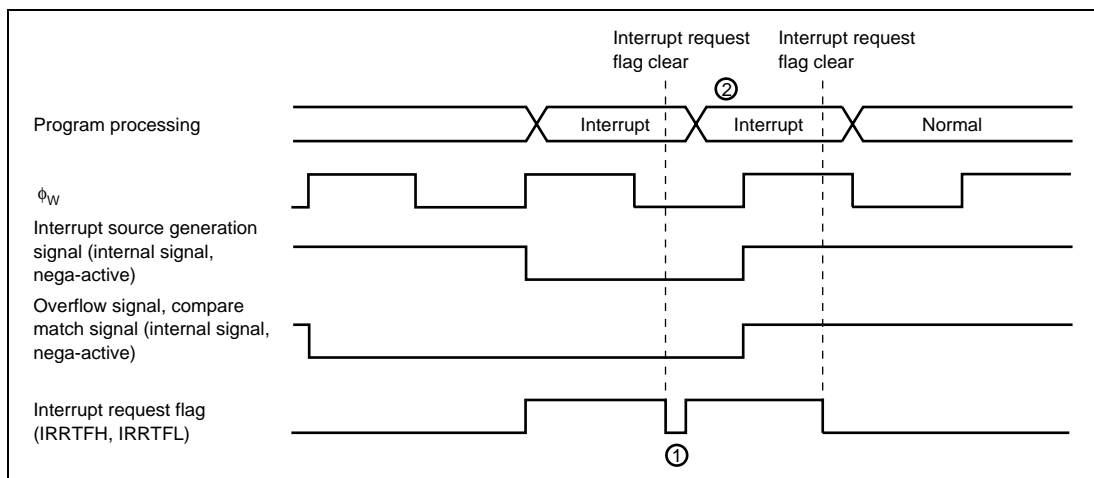 Interrupt request
flag clear
Interrupt request
flag clear
②
Program processing
Interrupt
Interrupt
Normal
ϕW
Interrupt source generation
signal (internal signal,
nega-active)
Overflow signal, compare
match signal (internal signal,
nega-active)
Interrupt request flag
(IRRTFH, IRRTFL)
①